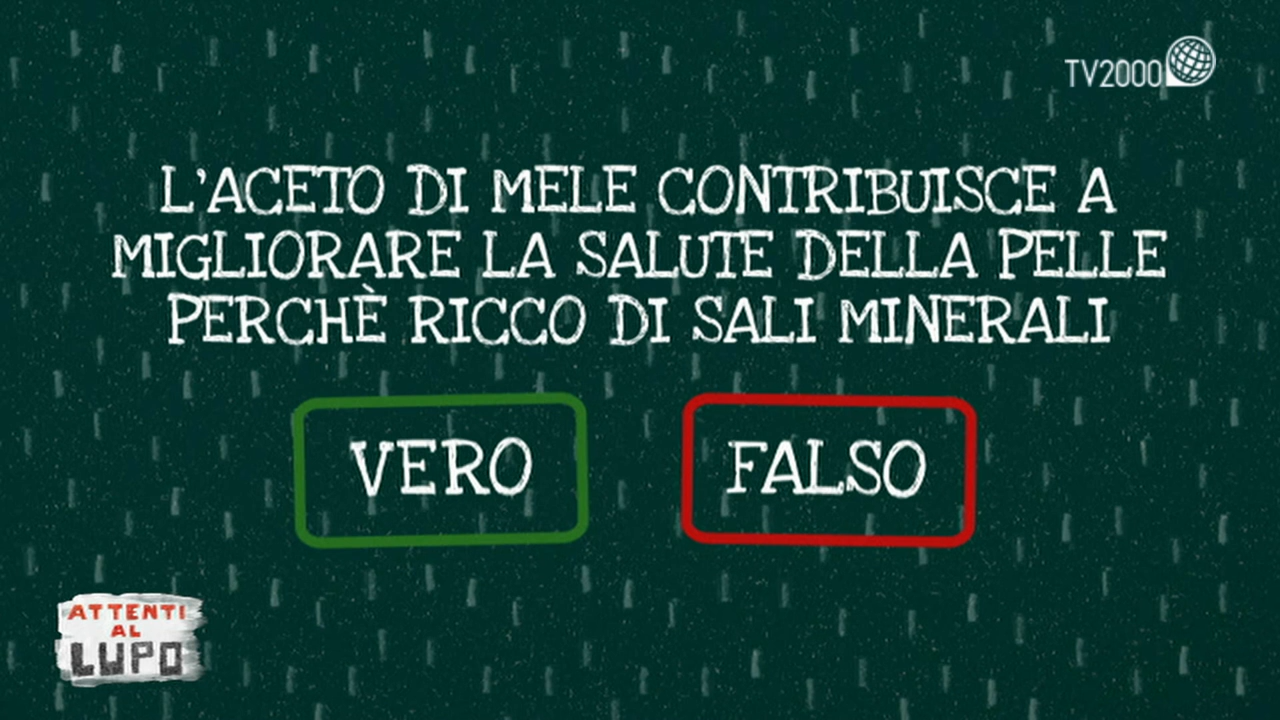 TV2000
L'ACETO DI MELE CONTRIBUISCE A
MIGLIORARE LA SALUTE DELLA PELLE
PERCHÈ RICCO DI SALI MINERALI
VERO
FALSO
ATTENTI
AL
LUPO